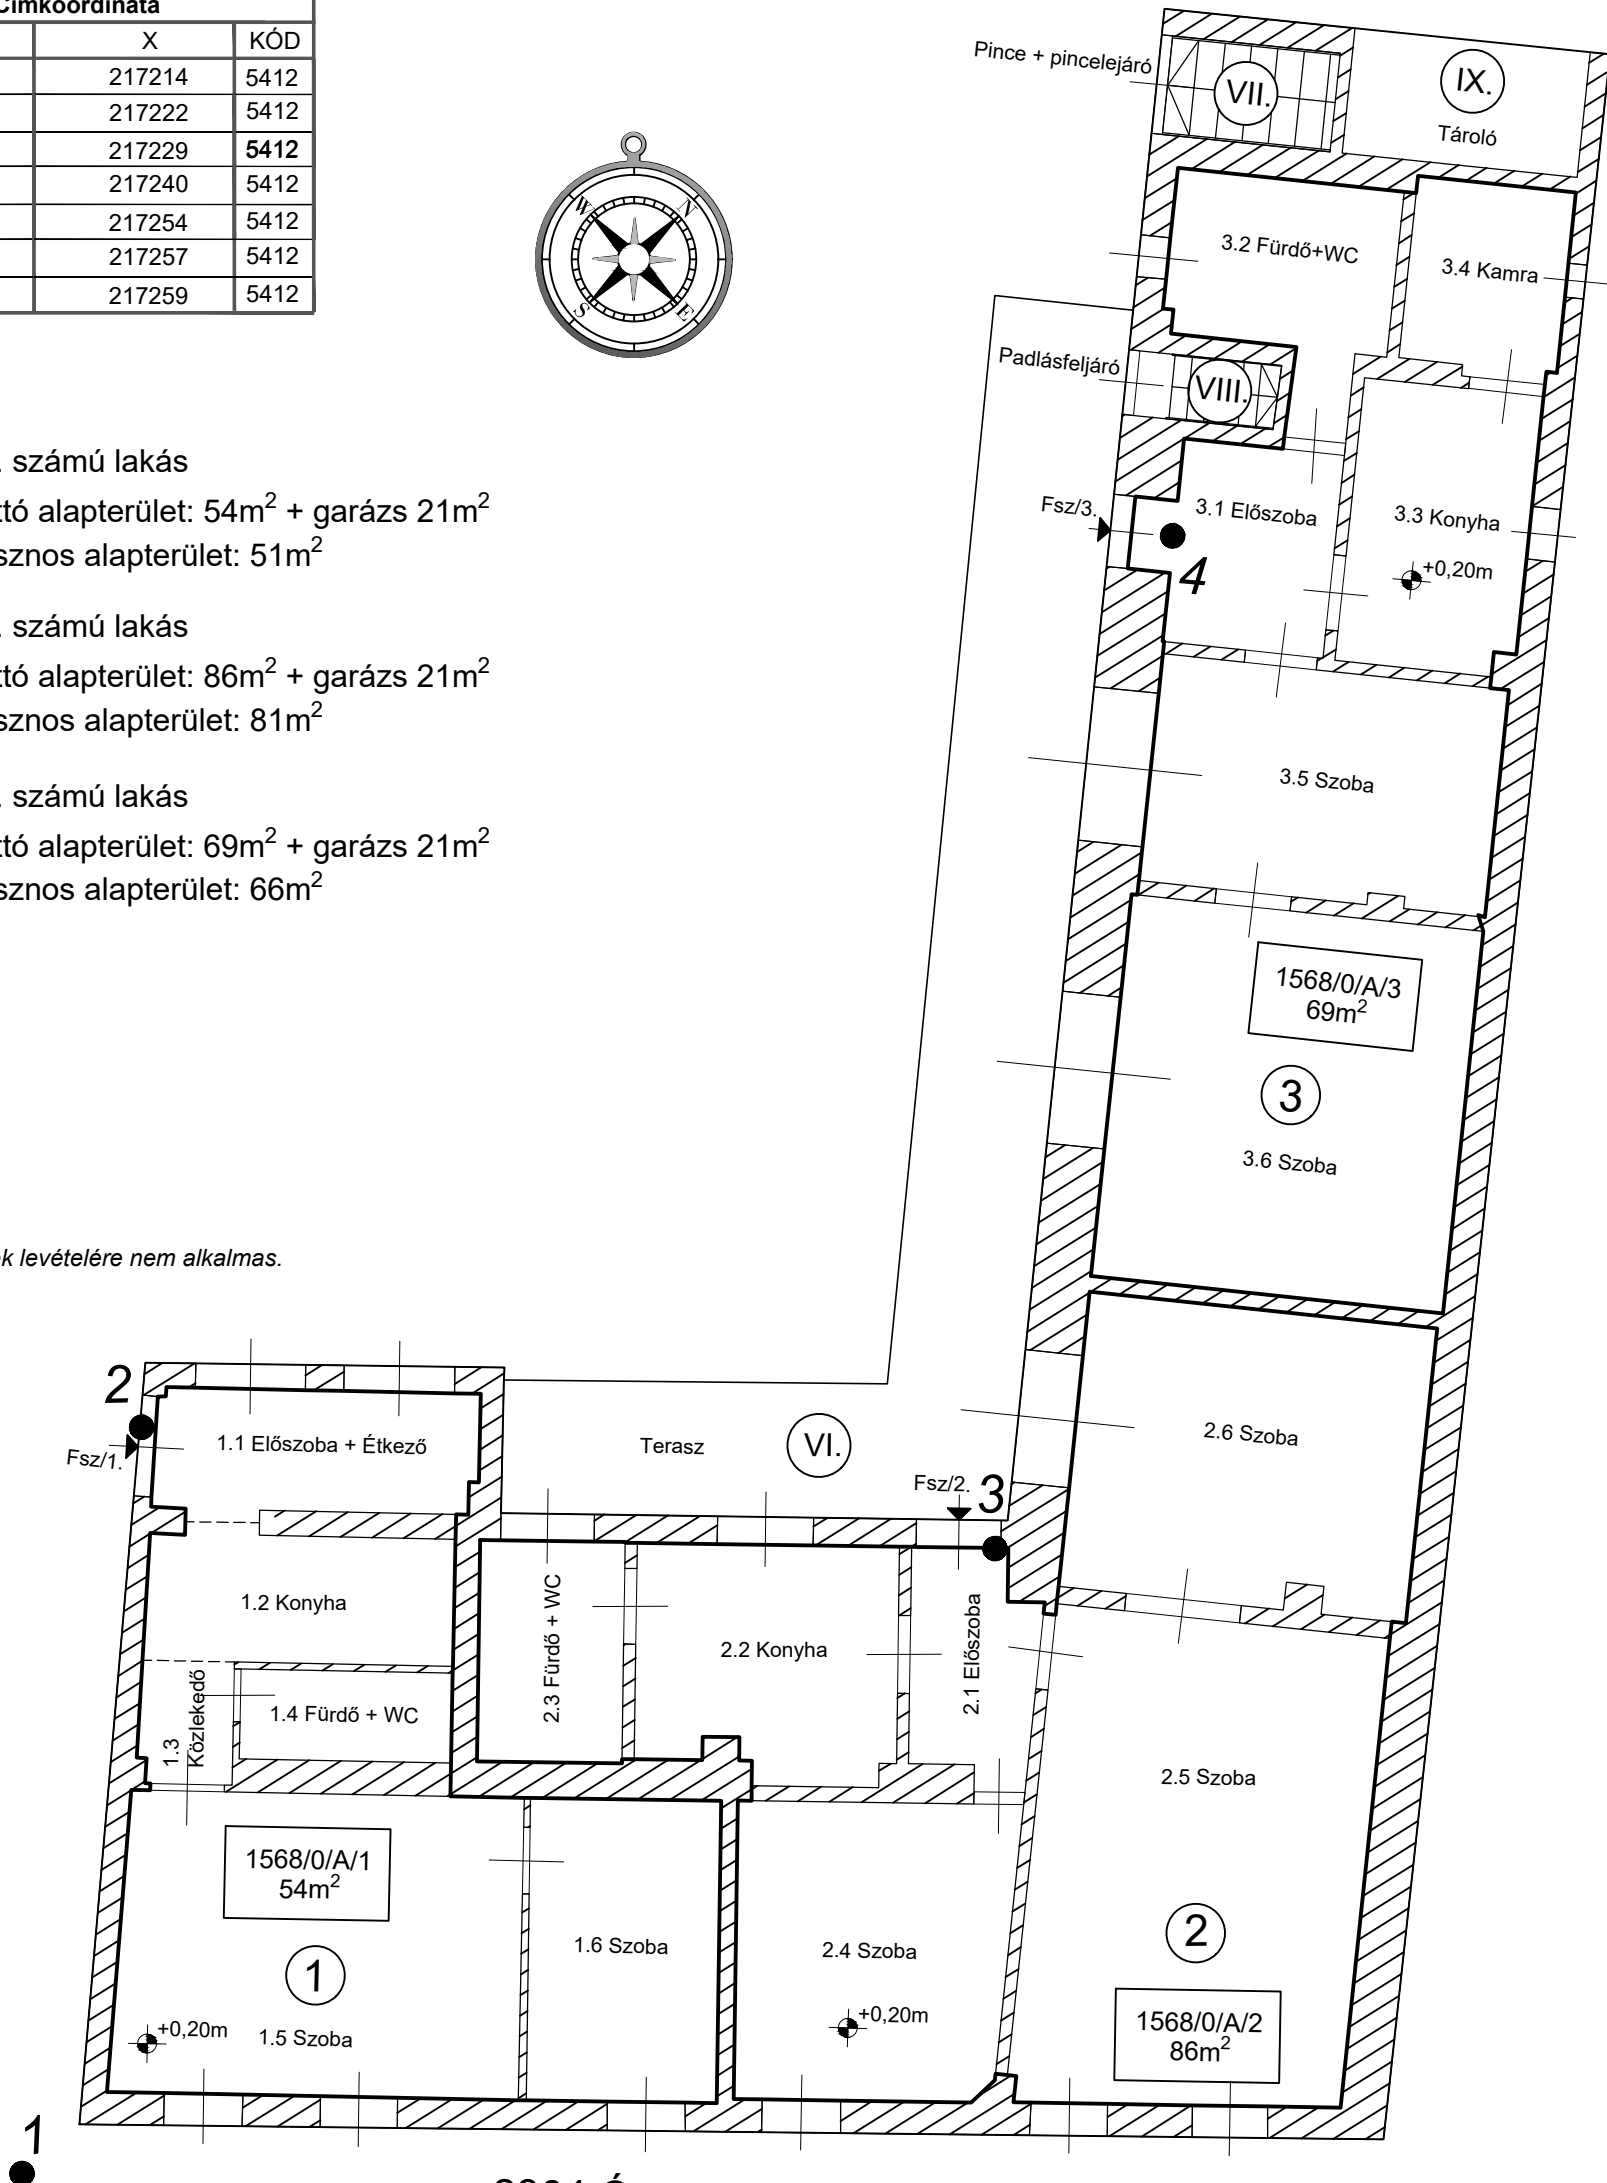 Címkoordináta
X KÓD
217214 5412
217222 5412
217229 5412
217240 5412
217254 5412
217257 5412
217259 5412
W N
S E
. számú lakás
ttó alapterület: 54m² + garázs 21m²
sznos alapterület: 51m²
. számú lakás
ttó alapterület: 86m² + garázs 21m²
sznos alapterület: 81m²
. számú lakás
ttó alapterület: 69m² + garázs 21m²
sznos alapterület: 66m²
k levételére nem alkalmas.
Pince + pincelejáró
VII.
IX.
Tároló
3.2 Fürdő+WC
3.4 Kamra
Padlásfeljáró
VIII.
Fsz/3.
3.1 Előszoba
3.3 Konyha
4
+0,20m
3.5 Szoba
1568/0/A/3
69m²
3
3.6 Szoba
2
Fsz/1.
1.1 Előszoba + Étkező
Terasz
VI.
Fsz/2.
3
2.6 Szoba
1.2 Konyha
2.3 Fürdő + WC
2.2 Konyha
2.1 Előszoba
1.3
Közlekedő
1.4 Fürdő + WC
2.5 Szoba
1568/0/A/1
54m²
1
1.6 Szoba
2.4 Szoba
2
+0,20m
1.5 Szoba
+0,20m
1568/0/A/2
86m²
1